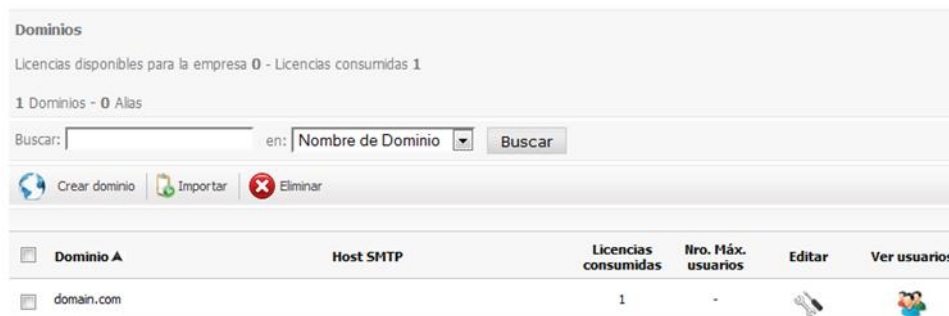 Dominios
Licencias disponibles para la empresa 0 - Licencias consumidas 1
1 Dominios - 0 Alias
Buscar: en: Nombre de Dominio Buscar
Crear dominio Importar Eliminar
Dominio Host SMTP Licencias consumidas Nro. Máx. usuarios Editar Ver usuarios
domain.com 1 -